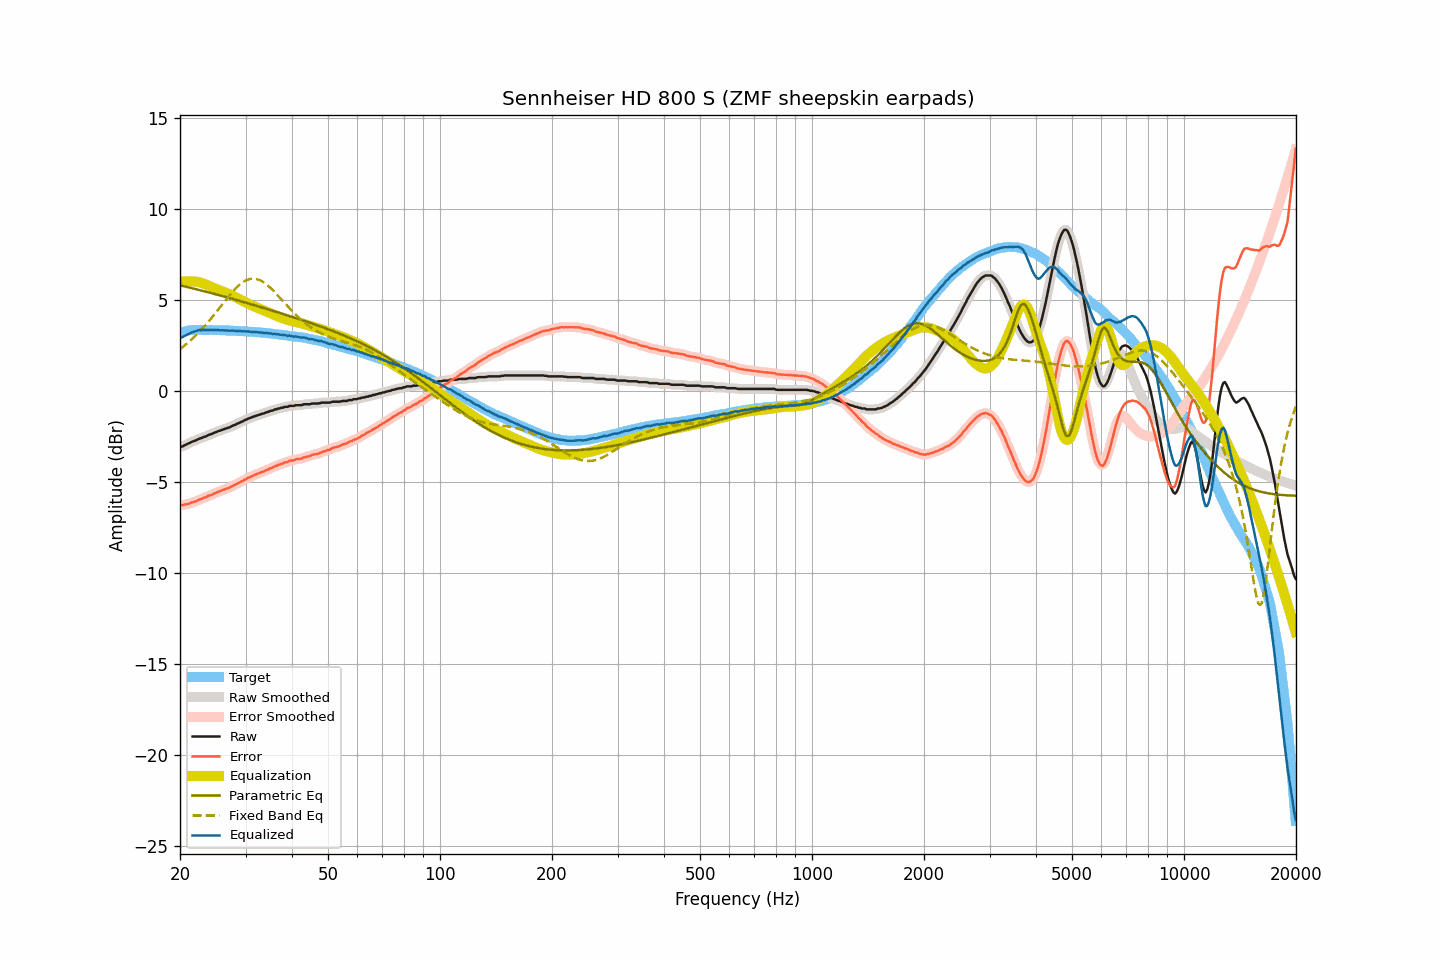 Sennheiser HD 800 S (ZMF sheepskin earpads)
15
10
5
0
−5
−10
−15
−20
−25
Amplitude (dBr)
Target
Raw Smoothed
Error Smoothed
Raw
Error
Equalization
Parametric Eq
Fixed Band Eq
Equalized
20 50 100 200 500 1000 2000 5000 10000 20000
Frequency (Hz)